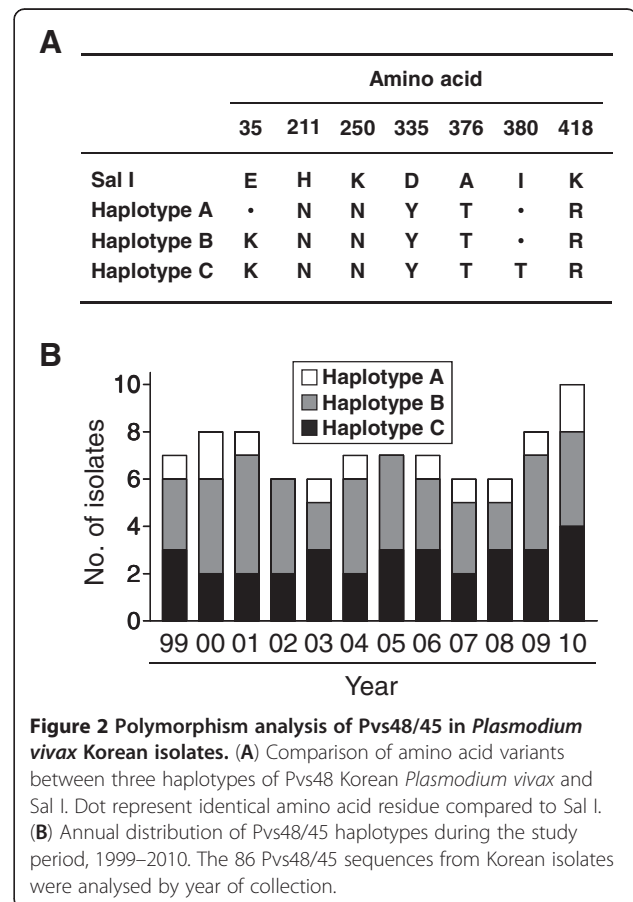 A
Amino acid
35 211 250 335 376 380 418
Sal I E H K D A I K
Haplotype A • N N Y T • R
Haplotype B K N N Y T • R
Haplotype C K N N Y T T R
B
Haplotype A
Haplotype B
Haplotype C
No. of isolates
10
8
6
4
2
0
99 00 01 02 03 04 05 06 07 08 09 10
Year
Figure 2 Polymorphism analysis of Pvs48/45 in Plasmodium
vivax Korean isolates. (A) Comparison of amino acid variants
between three haplotypes of Pvs48 Korean Plasmodium vivax and
Sal I. Dot represent identical amino acid residue compared to Sal I.
(B) Annual distribution of Pvs48/45 haplotypes during the study
period, 1999–2010. The 86 Pvs48/45 sequences from Korean isolates
were analysed by year of collection.